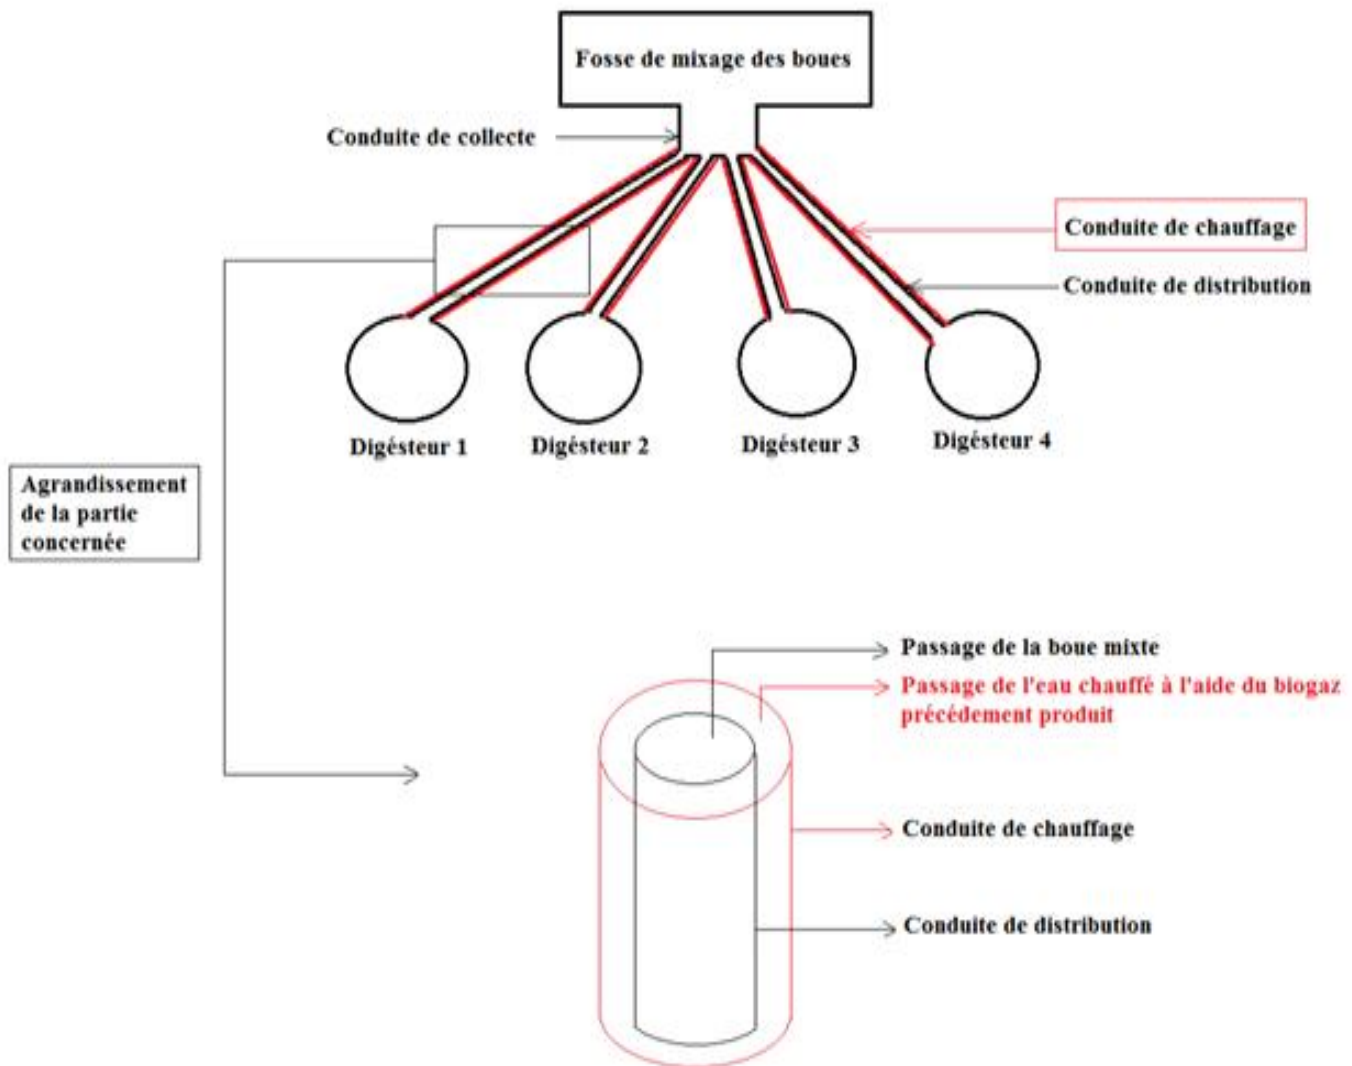 Fosse de mixage des boues
Conduite de collecte
Conduite de chauffage
Conduite de distribution
Digésteur 1
Digésteur 2
Digésteur 3
Digésteur 4
Agrandissement
de la partie
concernée
Passage de la boue mixte
Passage de l'eau chauffé à l'aide du biogaz
précédement produit
Conduite de chauffage
Conduite de distribution